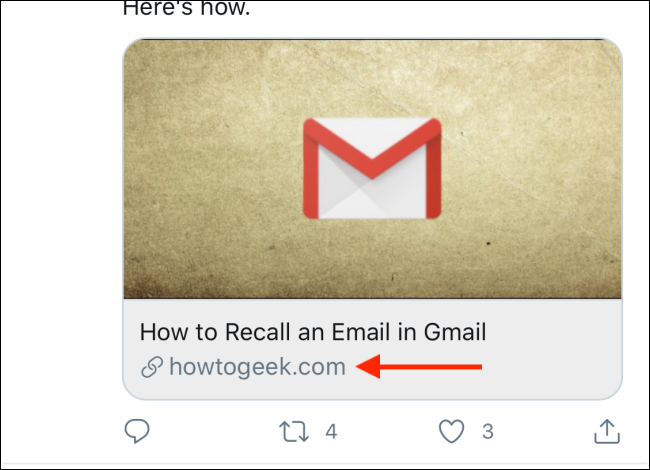 Here's how.
How to Recall an Email in Gmail
howtogeek.com
4 3